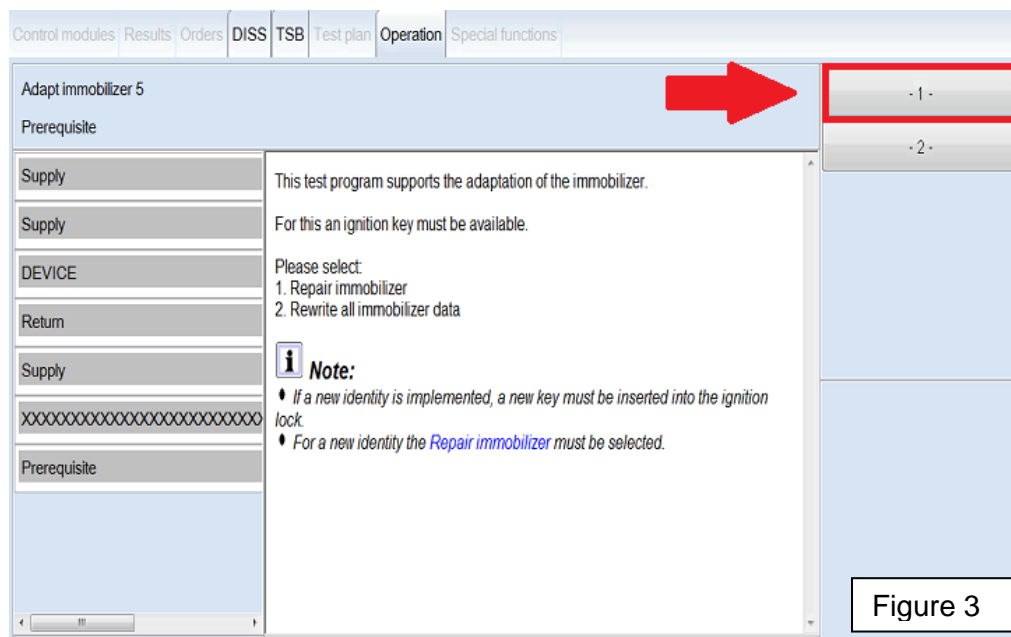 Control modules Results Orders DISS TSB Test plan Operation Special functions
Adapt immobilizer 5
Prerequisite
- 1 -
- 2 -
Supply
Supply
DEVICE
Return
Supply
XXXXXXXXXXXXXXXXXXXXXXXXXX
Prerequisite
This test program supports the adaptation of the immobilizer.
For this an ignition key must be available.
Please select:
1. Repair immobilizer
2. Rewrite all immobilizer data
i Note:
• If a new identity is implemented, a new key must be inserted into the ignition
lock.
• For a new identity the Repair immobilizer must be selected.
Figure 3